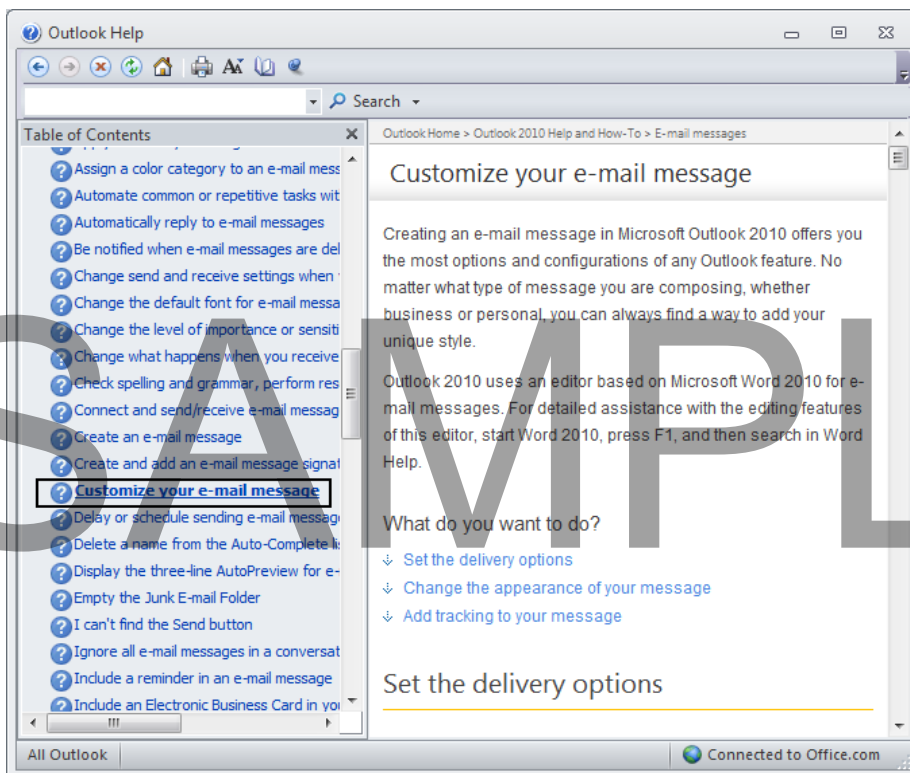 Outlook Help
Search
Table of Contents
Assign a color category to an e-mail mess
Automate common or repetitive tasks wit
Automatically reply to e-mail messages
Be notified when e-mail messages are del
Change send and receive settings when
Change the default font for e-mail messa
Change the level of importance or sensiti
Change what happens when you receive
Check spelling and grammar, perform res
Connect and send/receive e-mail messag
Create an e-mail message
Create and add an e-mail message signat
Customize your e-mail message
Delay or schedule sending e-mail message
Delete a name from the Auto-Complete li
Display the three-line AutoPreview for e-
Empty the Junk E-mail Folder
I can't find the Send button
Ignore all e-mail messages in a conversat
Include a reminder in an e-mail message
Include an Electronic Business Card in you
Outlook Home > Outlook 2010 Help and How-To > E-mail messages
Customize your e-mail message
Creating an e-mail message in Microsoft Outlook 2010 offers you
the most options and configurations of any Outlook feature. No
matter what type of message you are composing, whether
business or personal, you can always find a way to add your
unique style.
Outlook 2010 uses an editor based on Microsoft Word 2010 for e-
mail messages. For detailed assistance with the editing features
of this editor, start Word 2010, press F1, and then search in Word
Help.
What do you want to do?
Set the delivery options
Change the appearance of your message
Add tracking to your message
Set the delivery options
All Outlook
Connected to Office.com
SAMPL